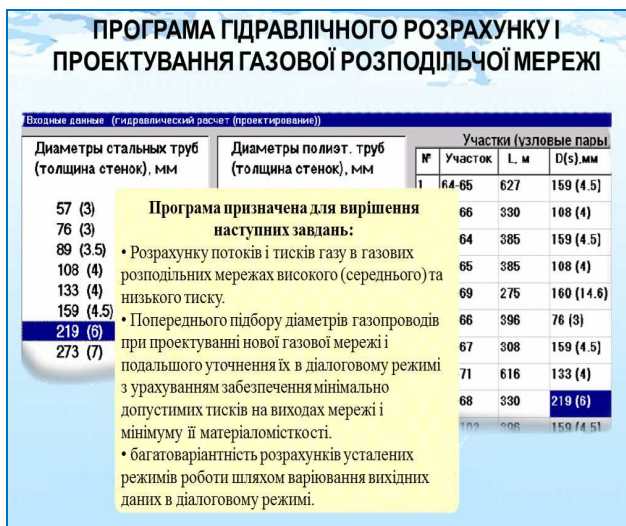 ПРОГРАМА ГІДРАВЛІЧНОГО РОЗРАХУНКУ І
ПРОЕКТУВАННЯ ГАЗОВОЇ РОЗПОДІЛЬЧОЇ МЕРЕЖІ
Входные данные (гидравлический расчет (проектирование))
Диаметры стальных труб
(толщина стенок), мм
57 (3)
76 (3)
89 (3.5)
108 (4)
133 (4)
159 (4.5)
219 (6)
273 (7)
Диаметры полиэт. труб
(толщина стенок), мм
Участки (узловые пары
№ Участок L, м D(s),мм
1 64-65 627 159 (4.5)
-66 330 108 (4)
64 385 159 (4.5)
65 385 108 (4)
69 275 160 (14.6)
66 396 76 (3)
67 308 159 (4.5)
71 616 133 (4)
-68 330 219 (6)
102 396 159 (4.5)
Програма призначена для вирішення
наступних завдань:
• Розрахунку потоків і тисків газу в газових
розподільних мережах високого (середнього) та
низького тиску.
• Попереднього підбору діаметрів газопроводів
при проектуванні нової газової мережі і
подальшого уточнення їх в діалоговому режимі
з урахуванням забезпечення мінімально
допустимих тисків на виходах мережі і
мінімуму її матеріаломісткості.
• багатоваріантність розрахунків усталених
режимів роботи шляхом варіювання вихідних
даних в діалоговому режимі.